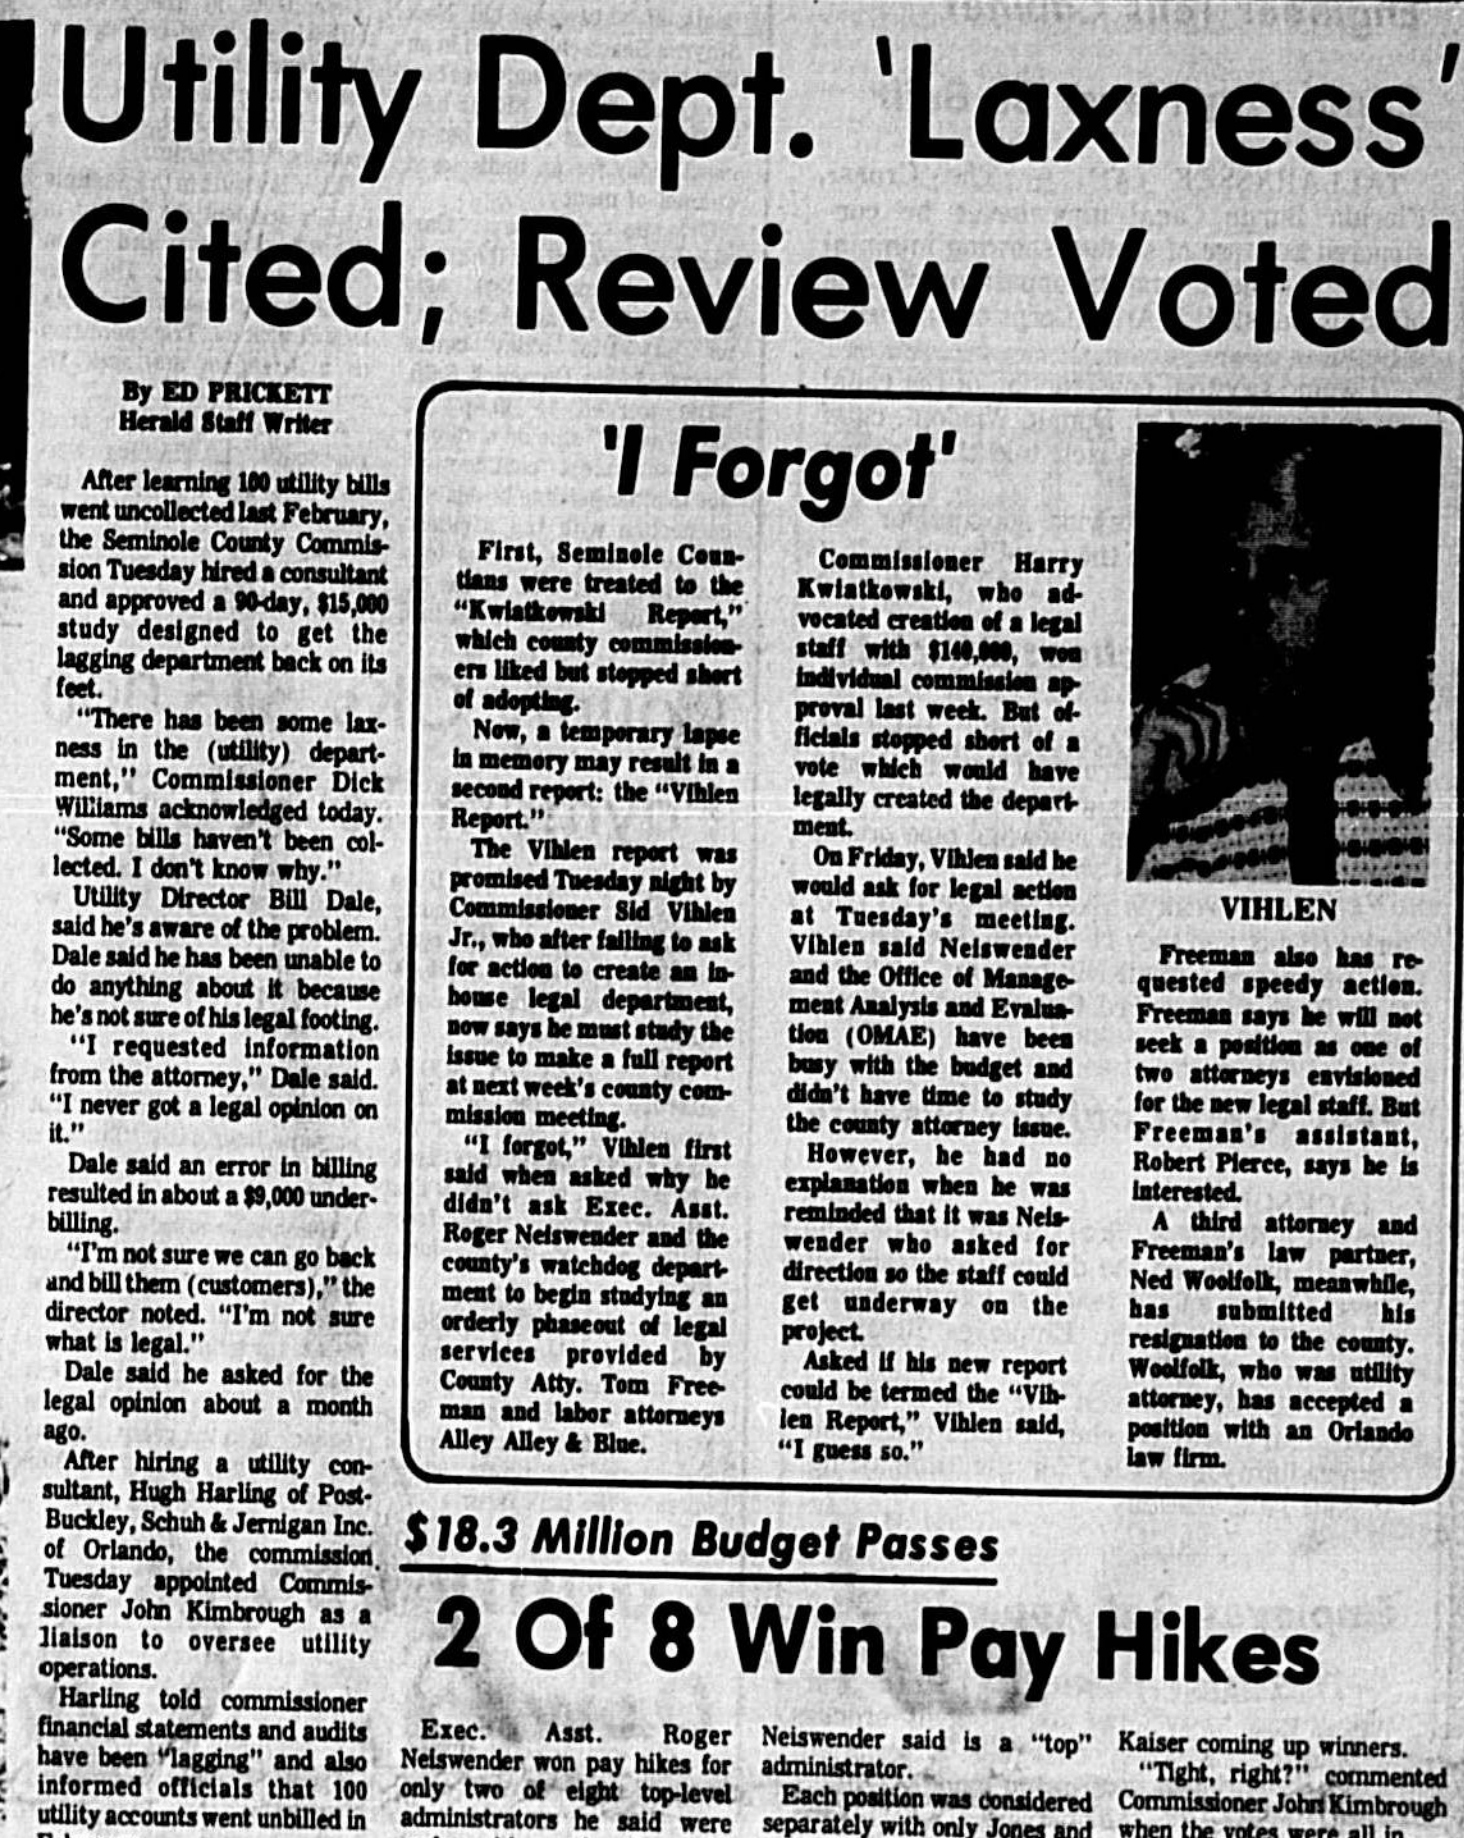 Utility Dept. 'Laxness'
Cited; Review Voted
By ED PRICKETT
Herald Staff Writer
After learning 100 utility bills
went uncollected last February,
the Seminole County Commis-
sion Tuesday hired a consultant
and approved a 90-day, $15,000
study designed to get the
lagging department back on its
feet.
"There has been some lax-
ness in the (utility) depart-
ment," Commissioner Dick
Williams acknowledged today.
"Some bills haven't been col-
lected. I don't know why."
Utility Director Bill Dale,
said he's aware of the problem.
Dale said he has been unable to
do anything about it because
he's not sure of his legal footing.
"I requested information
from the attorney," Dale said.
"I never got a legal opinion on
it."
Dale said an error in billing
resulted in about a $9,000 under-
billing.
"I'm not sure we can go back
and bill them (customers)," the
director noted. "I'm not sure
what is legal."
Dale said he asked for the
legal opinion about a month
ago.
After hiring a utility con-
sultant, Hugh Harling of Post-
Buckley, Schuh & Jernigan Inc.
of Orlando, the commission
Tuesday appointed Commis-
sioner John Kimbrough as a
liaison to oversee utility
operations.
Harling told commissioner
financial statements and audits
have been "lagging" and also
informed officials that 100
utility accounts went unbilled in
'I Forgot'
First, Seminole Coun-
tians were treated to the
"Kwiatkowski Report,"
which county commission-
ers liked but stopped short
of adopting.
Now, a temporary lapse
in memory may result in a
second report: the "Vihlen
Report."
The Vihlen report was
promised Tuesday night by
Commissioner Sid Vihlen
Jr., who after failing to ask
for action to create an in-
house legal department,
now says he must study the
issue to make a full report
at next week's county com-
mission meeting.
"I forgot," Vihlen first
said when asked why he
didn't ask Exec. Asst.
Roger Neiswender and the
county's watchdog depart-
ment to begin studying an
orderly phaseout of legal
services provided by
County Atty. Tom Free-
man and labor attorneys
Alley Alley & Blue.
Commissioner Harry
Kwiatkowski, who ad-
vocated creation of a legal
staff with $140,000, won
individual commission ap-
proval last week. But of-
ficials stopped short of a
vote which would have
legally created the depart-
ment.
On Friday, Vihlen said he
would ask for legal action
at Tuesday's meeting.
Vihlen said Neiswender
and the Office of Manage-
ment Analysis and Evalua-
tion (OMAE) have been
busy with the budget and
didn't have time to study
the county attorney issue.
However, he had no
explanation when he was
reminded that it was Neis-
wender who asked for
direction so the staff could
get underway on the
project.
Asked if his new report
could be termed the "Vih-
len Report," Vihlen said,
"I guess so."
VIHLEN
Freeman also has re-
quested speedy action.
Freeman says he will not
seek a position as one of
two attorneys envisioned
for the new legal staff. But
Freeman's assistant,
Robert Pierce, says he is
interested.
A third attorney and
Freeman's law partner,
Ned Woolfolk, meanwhile,
has submitted his
resignation to the county.
Woolfolk, who was utility
attorney, has accepted a
position with an Orlando
law firm.
$18.3 Million Budget Passes
2 Of 8 Win Pay Hikes
Exec. Asst. Roger
Neiswender won pay hikes for
only two of eight top-level
administrators he said were
Neiswender said is a "top"
administrator.
Each position was considered
separately with only Jones and
Kaiser coming up winners.
"Tight, right?" commented
Commissioner John Kimbrough
when the votes were all in.